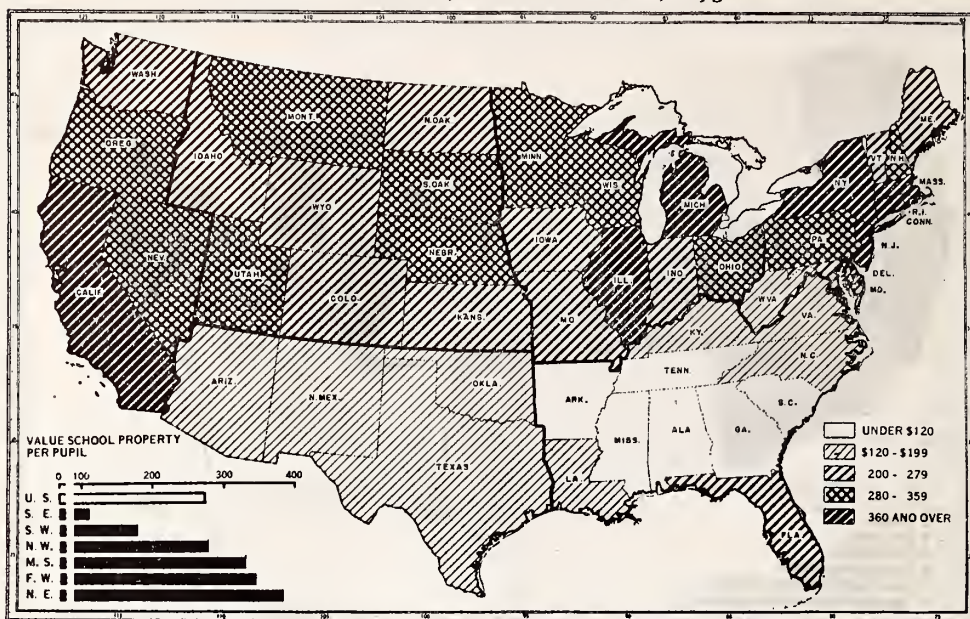 WASH.
MONT.
N.DAK
MINN
ME.
OREG.
IDAHO
S.DAK
WIS.
VT.
N.H.
MASS.
WYO
MICH
N.Y.
R.I.
CONN.
NEV.
UTAH
NEBR.
IOWA
ILL.
IND
OHIO
PA
N.J.
DEL.
MD.
CALIF.
COLO.
KANS.
MO
W.VA
VA.
KY.
N.C.
ARIZ.
N.MEX.
OKLA.
ARK.
TENN.
S.C.
TEXAS
LA.
MISS.
ALA
GA.
FLA.
VALUE SCHOOL PROPERTY
PER PUPIL
0 100 200 300 400
U. S.
S. E.
S. W.
N. W.
M. S.
F. W.
N. E.
UNDER $120
$120 - $199
200 - 279
280 - 359
360 AND OVER